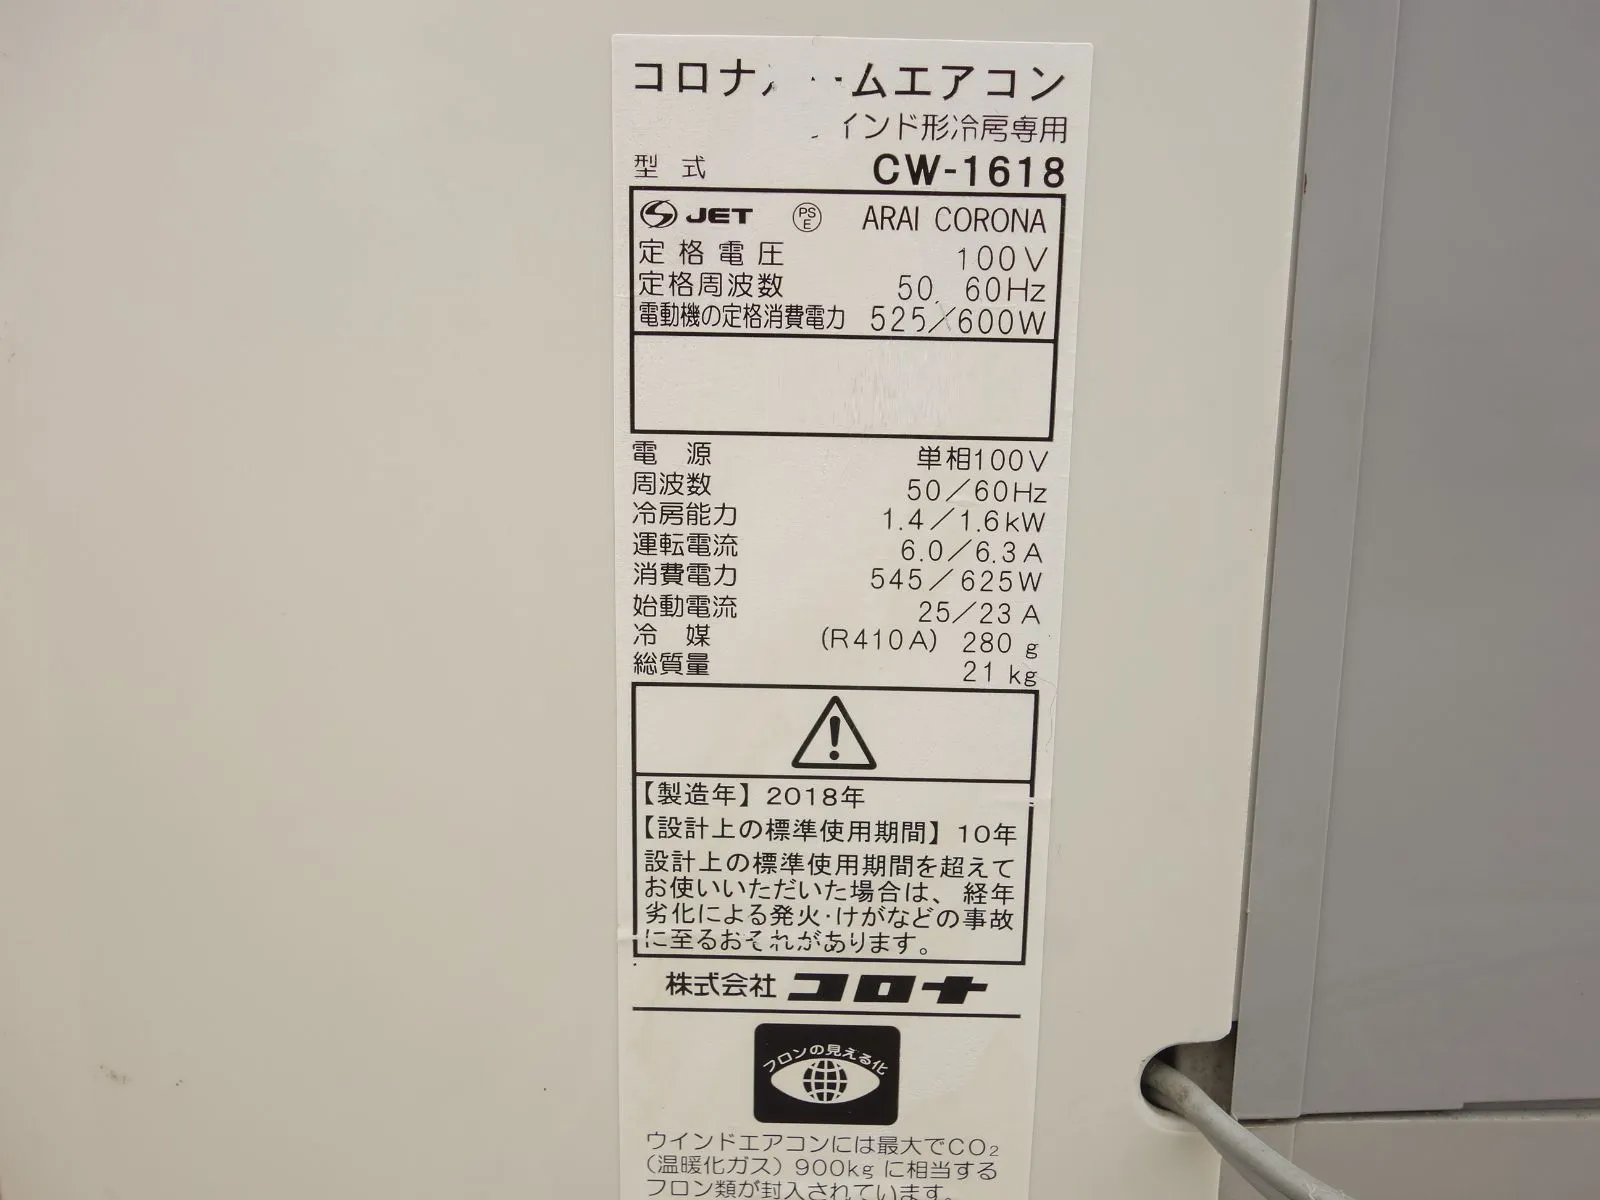 コロナ ムエアコン
インド形冷房専用
型 式 CW-1618
JET PSE ARAI CORONA
定格電圧 100V
定格周波数 50 60Hz
電動機の定格消費電力 525／600W
電 源 単相100V
周波数 50／60Hz
冷房能力 1.4／1.6kW
運転電流 6.0／6.3A
消費電力 545／625W
始動電流 25／23A
冷 媒 (R410A) 280g
総質量 21kg
【製造年】2018年
【設計上の標準使用期間】10年
設計上の標準使用期間を超えて
お使いいただいた場合は、経年
劣化による発火・けがなどの事故
に至るおそれがあります。
株式会社 コロナ
フロンの見える化
ウインドエアコンには最大でCO₂
(温暖化ガス) 900kgに相当する
フロン類が封入されています。